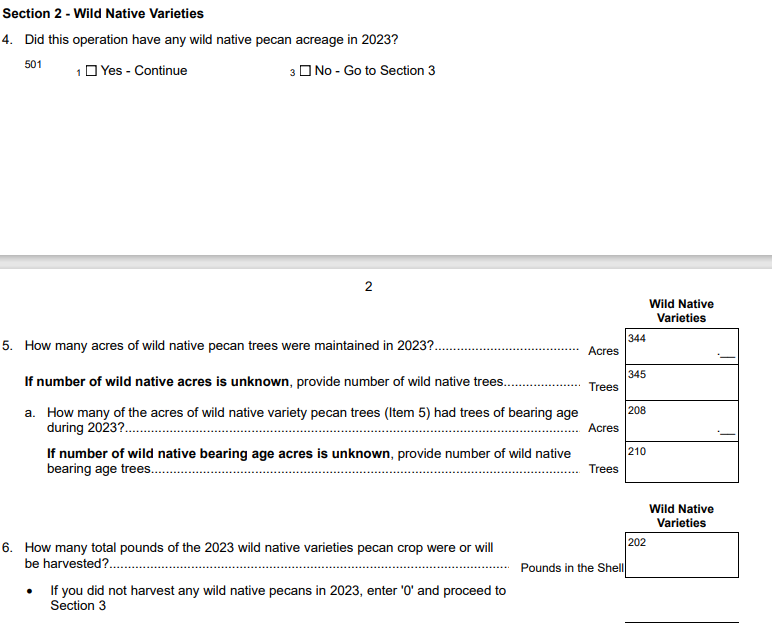 Section 2 - Wild Native Varieties
4. Did this operation have any wild native pecan acreage in 2023?
501 1 ☐ Yes - Continue 3 ☐ No - Go to Section 3
2
Wild Native
Varieties
5. How many acres of wild native pecan trees were maintained in 2023?...................................... Acres 344 .__
If number of wild native acres is unknown, provide number of wild native trees..................... Trees 345
a. How many of the acres of wild native variety pecan trees (Item 5) had trees of bearing age
during 2023?.................................................................................................................. Acres 208 .__
If number of wild native bearing age acres is unknown, provide number of wild native
bearing age trees........................................................................................................... Trees 210
Wild Native
Varieties
6. How many total pounds of the 2023 wild native varieties pecan crop were or will
be harvested?.................................................................................................... Pounds in the Shell 202
• If you did not harvest any wild native pecans in 2023, enter '0' and proceed to
Section 3